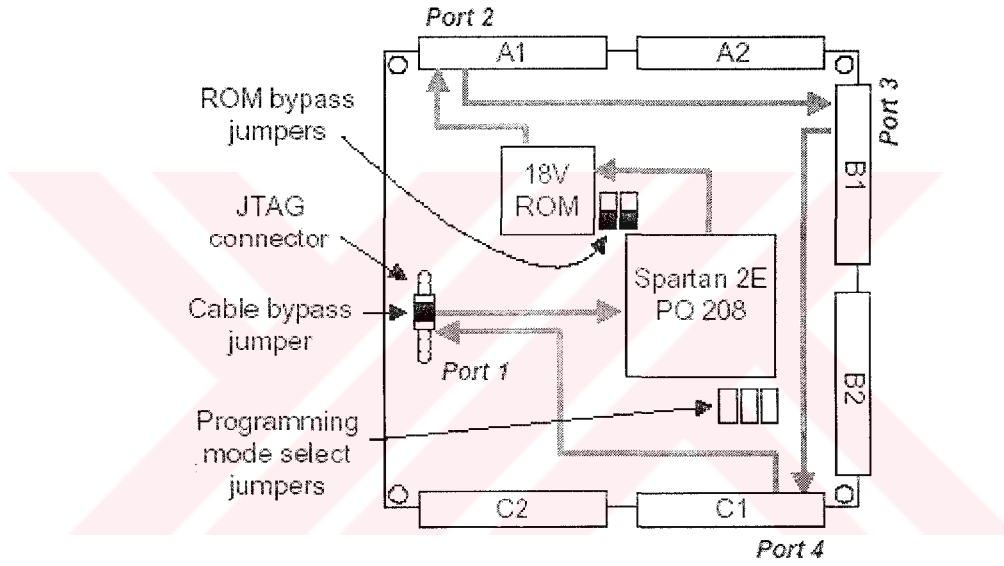 Port 2
A1
A2
ROM bypass
jumpers
Port 3
B1
18V
ROM
JTAG
connector
Spartan 2E
PQ 208
Cable bypass
jumper
Port 1
B2
Programming
mode select
jumpers
C2
C1
Port 4